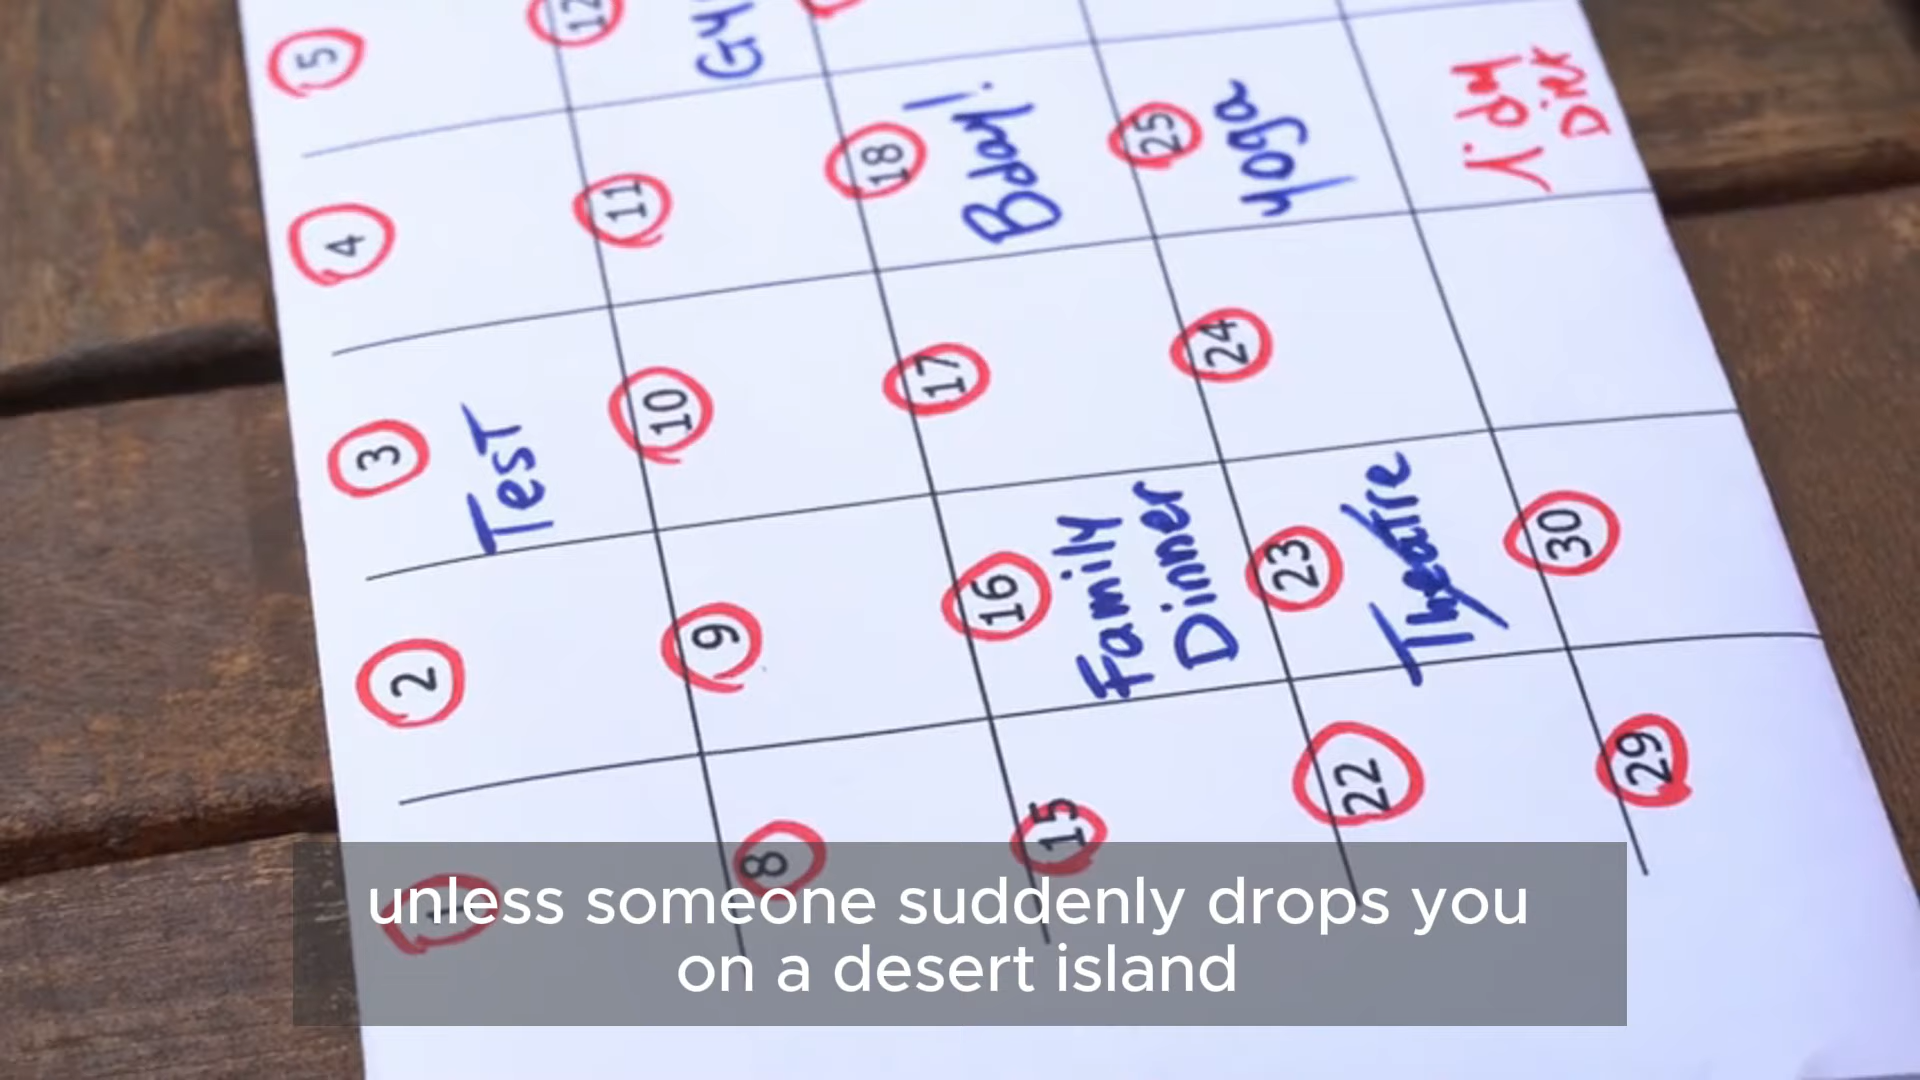 1 2 3 4 5
Test
8 9 10 11 12
Gy
15 16 17 18
Family Bday!
Dinner
22 23 24 25
Theatre Yoga
29 30
unless someone suddenly drops you
on a desert island